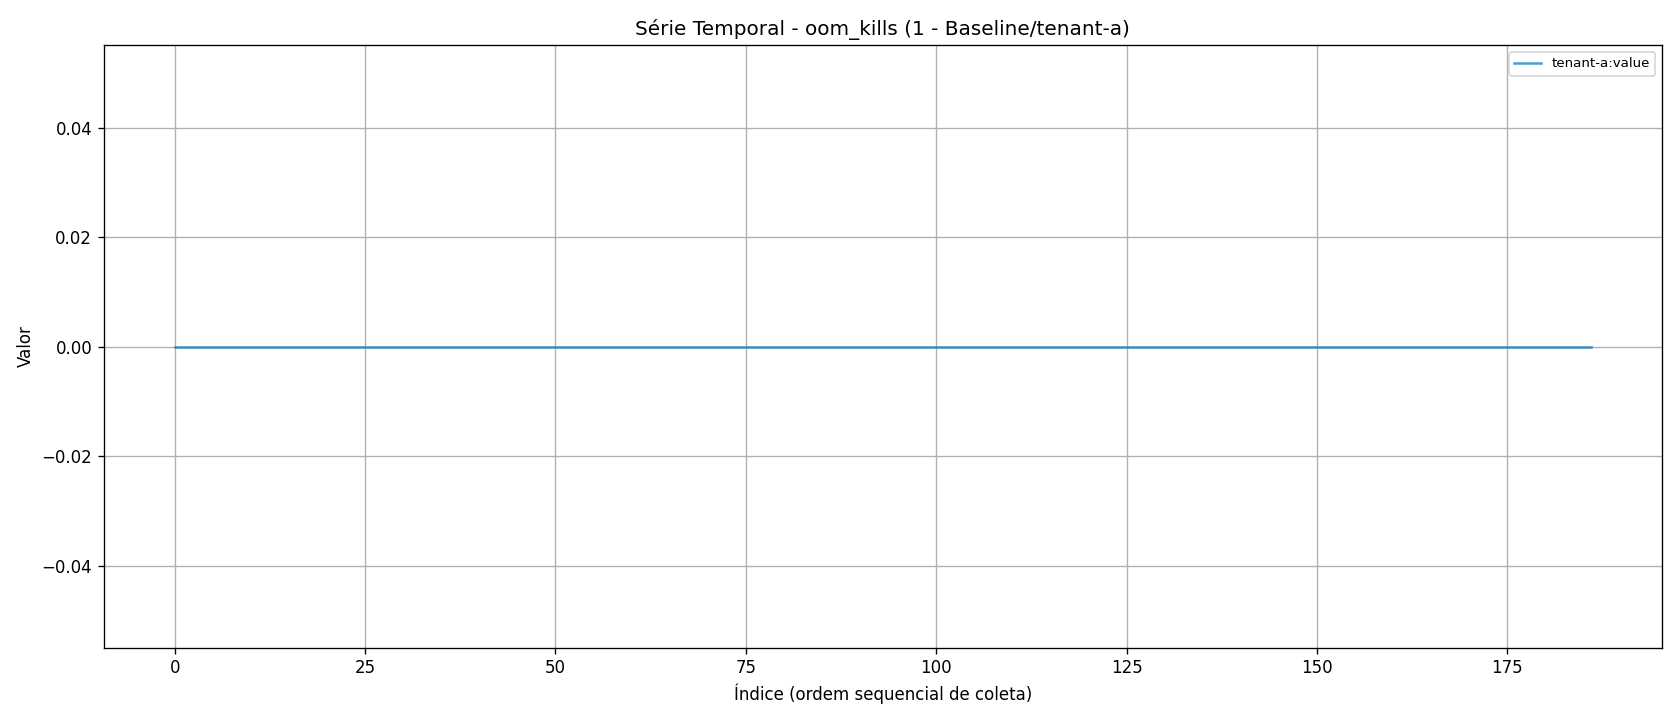 Série Temporal - oom_kills (1 - Baseline/tenant-a)
tenant-a:value
0.04
0.02
0.00
−0.02
−0.04
Valor
0 25 50 75 100 125 150 175
Índice (ordem sequencial de coleta)